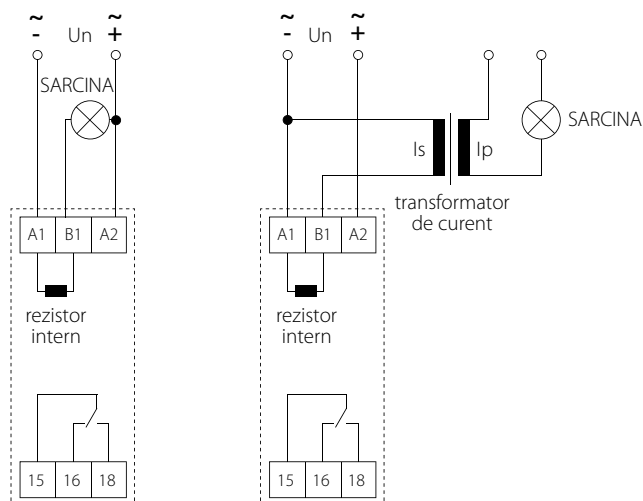 ~ Un ~
- +
SARCINA
A1 B1 A2
rezistor
intern
15 16 18
~ Un ~
- +
SARCINA
Is Ip
transformator
de curent
A1 B1 A2
rezistor
intern
15 16 18